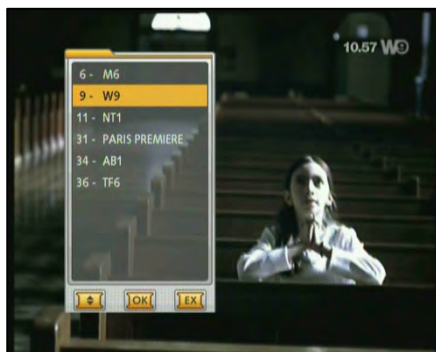 10.57 W9
6 - M6
9 - W9
11 - NT1
31 - PARIS PREMIERE
34 - AB1
36 - TF6
OK EX